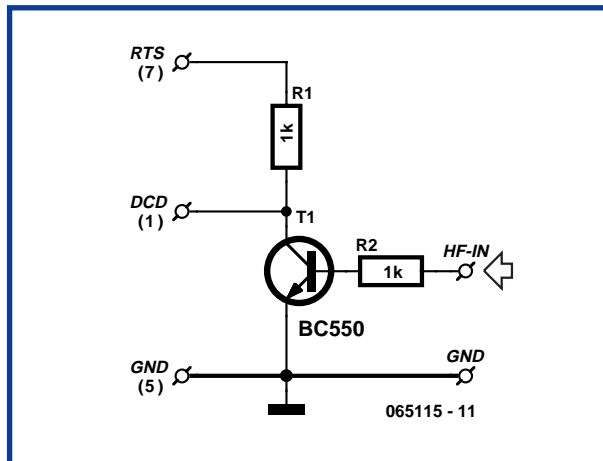 RTS
(7)
R1
1k
DCD
(1)
T1
R2
HF-IN
1k
BC550
GND
(5)
GND
065115 - 11